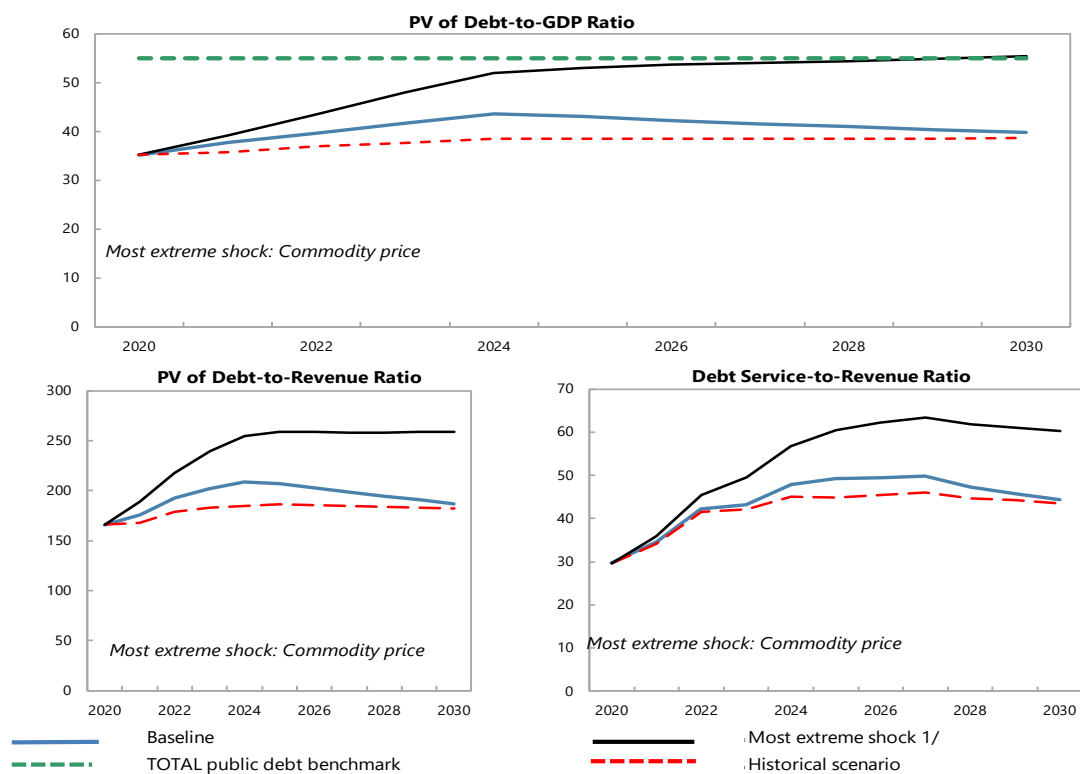 PV of Debt-to-GDP Ratio
60
50
40
30
20
10
0
Most extreme shock: Commodity price
2020 2022 2024 2026 2028 2030
PV of Debt-to-Revenue Ratio
300
250
200
150
100
50
0
Most extreme shock: Commodity price
2020 2022 2024 2026 2028 2030
Debt Service-to-Revenue Ratio
70
60
50
40
30
20
10
0
Most extreme shock: Commodity price
2020 2022 2024 2026 2028 2030
Baseline
Most extreme shock 1/
TOTAL public debt benchmark
Historical scenario